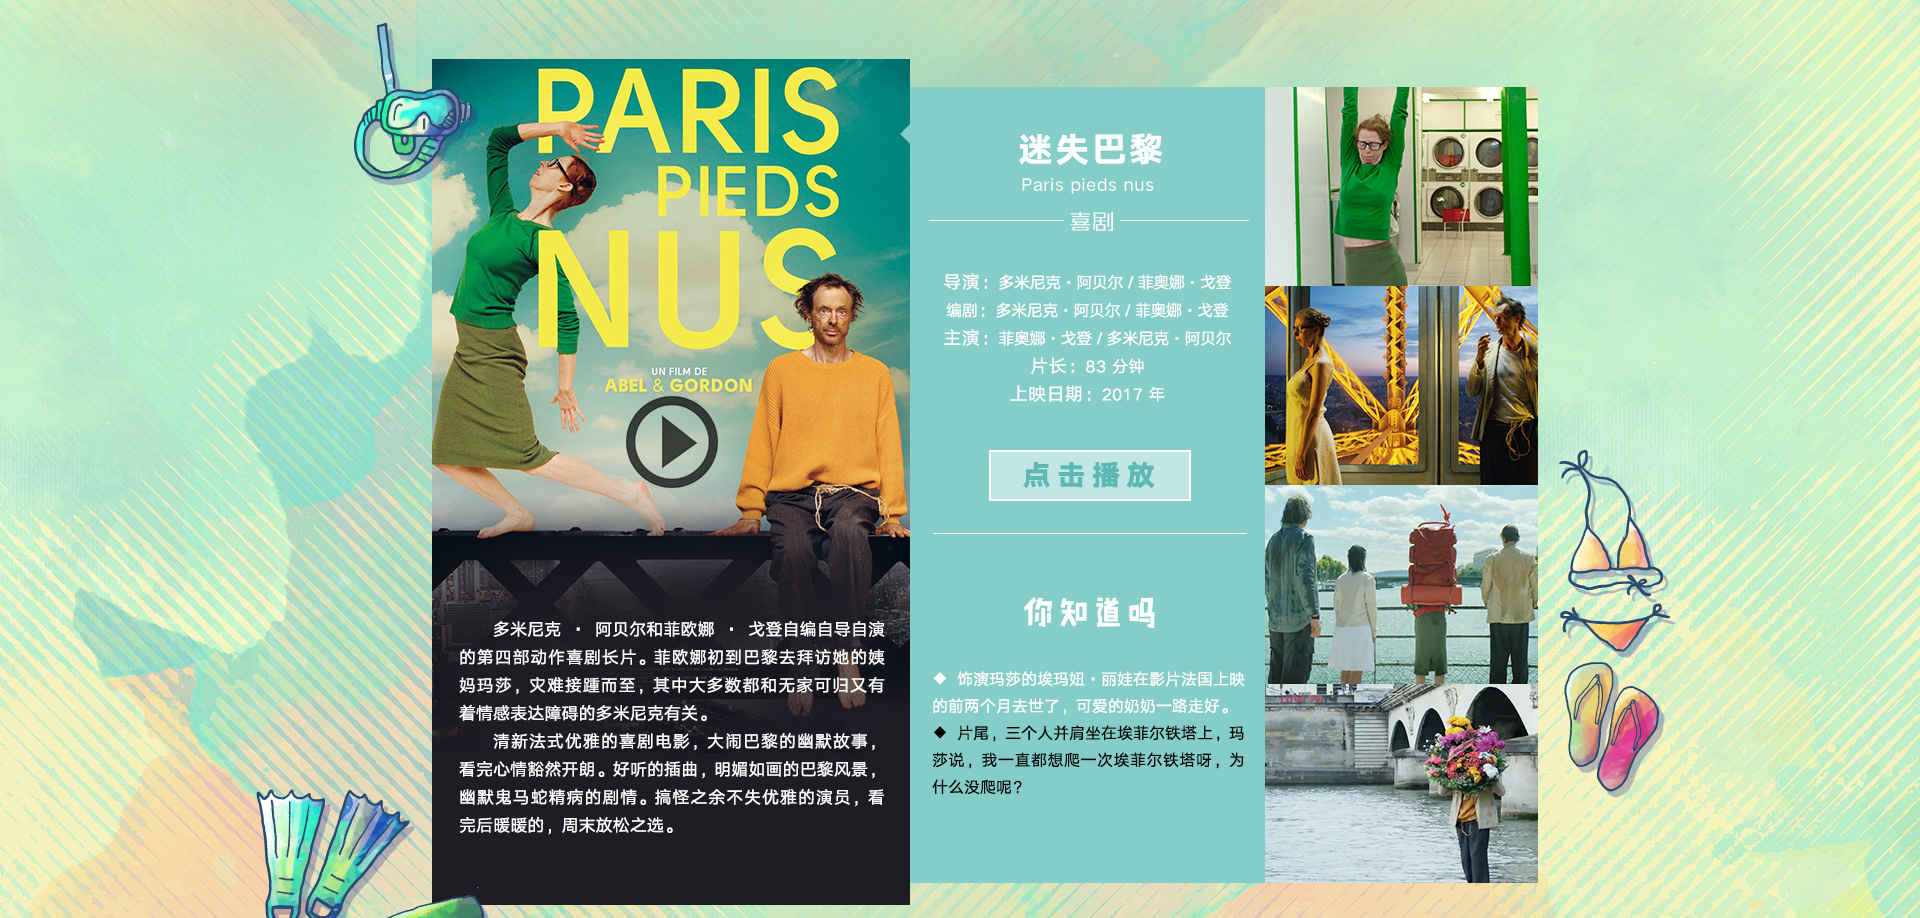 PARIS
PIEDS
NUS
UN FILM DE
ABEL & GORDON
多米尼克 · 阿贝尔和菲欧娜 · 戈登自编自导自演
的第四部动作喜剧长片。菲欧娜初到巴黎去拜访她的姨
妈玛莎，灾难接踵而至，其中大多数都和无家可归又有
着情感表达障碍的多米尼克有关。
清新法式优雅的喜剧电影，大闹巴黎的幽默故事，
看完心情豁然开朗。好听的插曲，明媚如画的巴黎风景，
幽默鬼马蛇精病的剧情。搞怪之余不失优雅的演员，看
完后暖暖的，周末放松之选。
迷失巴黎
Paris pieds nus
喜剧
导演：多米尼克·阿贝尔 / 菲奥娜·戈登
编剧：多米尼克·阿贝尔 / 菲奥娜·戈登
主演：菲奥娜·戈登 / 多米尼克·阿贝尔
片长：83 分钟
上映日期：2017 年
点击播放
你知道吗
◆ 饰演玛莎的埃玛妞·丽娃在影片法国上映
的前两个月去世了，可爱的奶奶一路走好。
◆ 片尾，三个人并肩坐在埃菲尔铁塔上，玛
莎说，我一直都想爬一次埃菲尔铁塔呀，为
什么没爬呢？